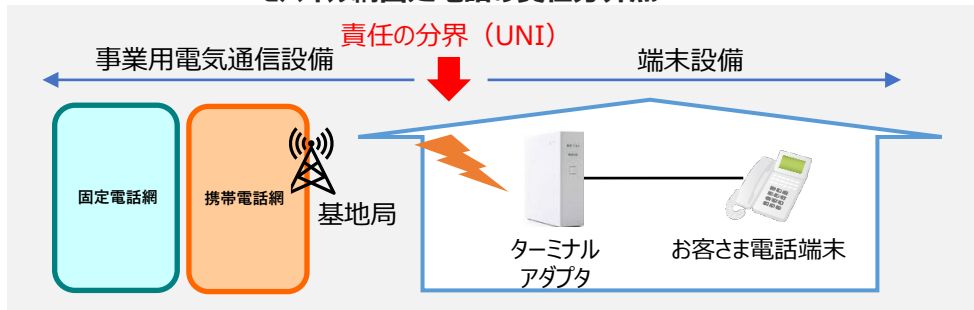 責任の分界（UNI）
事業用電気通信設備
端末設備
固定電話網
携帯電話網
基地局
ターミナル
アダプタ
お客さま電話端末